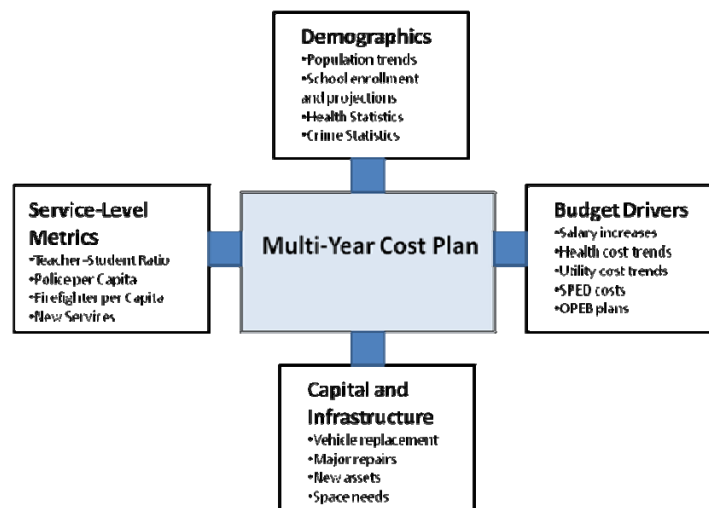 Demographics
•Population trends
•School enrollment
and projections
•Health Statistics
•Crime Statistics
Service-Level
Metrics
•Teacher-Student Ratio
•Police per Capita
•Firefighter per Capita
•New Services
Multi-Year Cost Plan
Budget Drivers
•Salary increases
•Health cost trends
•Utility cost trends
•SPED costs
•OPEB plans
Capital and
Infrastructure
•Vehicle replacement
•Major repairs
•New assets
•Space needs